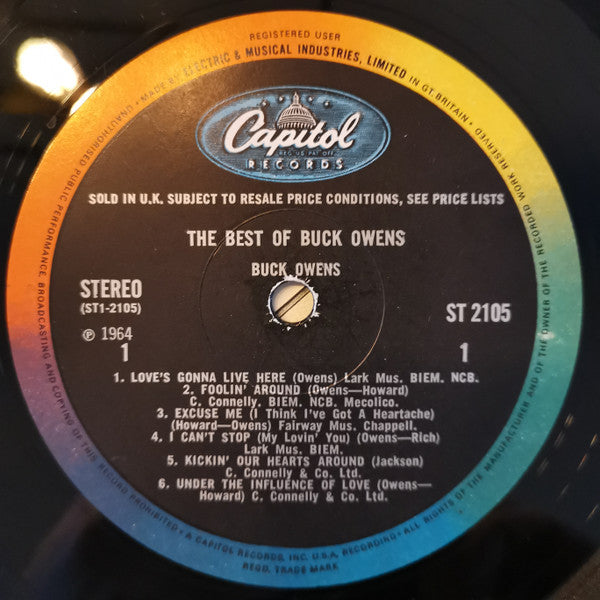 REGISTERED USER
MADE BY ELECTRIC & MUSICAL INDUSTRIES, LIMITED IN GT. BRITAIN •
UNAUTHORISED PUBLIC PERFORMANCE, BROADCASTING AND COPYING OF THIS RECORD PROHIBITED • A CAPITOL RECORDS, INC. U.S.A. RECORDING • ALL RIGHTS OF THE MANUFACTURER AND OF THE OWNER OF THE RECORDED WORK RESERVED
REGD. TRADE MARK
Capitol
REG. U.S. PAT. OFF.
RECORDS
SOLD IN U.K. SUBJECT TO RESALE PRICE CONDITIONS, SEE PRICE LISTS
THE BEST OF BUCK OWENS
BUCK OWENS
STEREO
(ST1-2105)
ST 2105
℗ 1964
1
1
1. LOVE'S GONNA LIVE HERE (Owens) Lark Mus. BIEM. NCB.
2. FOOLIN' AROUND (Owens—Howard)
C. Connelly. BIEM. NCB. Mecolico.
3. EXCUSE ME (I Think I've Got A Heartache)
(Howard—Owens) Fairway Mus. Chappell.
4. I CAN'T STOP (My Lovin' You) (Owens—Rich)
Lark Mus. BIEM.
5. KICKIN' OUR HEARTS AROUND (Jackson)
C. Connelly & Co. Ltd.
6. UNDER THE INFLUENCE OF LOVE (Owens—
Howard) C. Connelly & Co. Ltd.